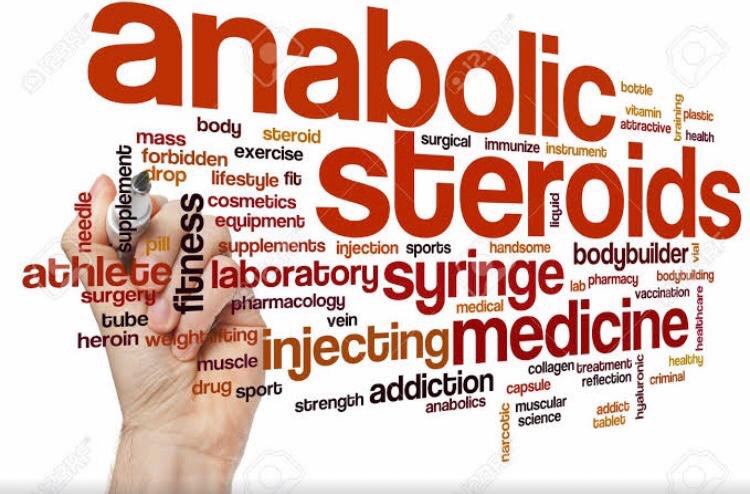 anabolic
steroids
bottle
vitamin
training
plastic
attractive
health
body
steroid
mass
surgical
immunize
instrument
forbidden
exercise
drop
lifestyle
fit
supplement
needle
cosmetics
equipment
fitness
liquid
pill
supplements
injection
sports
handsome
bodybuilder
vial
athlete
laboratory
syringe
lab
pharmacy
bodybuilding
surgery
pharmacology
medical
vaccination
healthcare
tube
vein
medicine
heroin
weightlifting
injecting
muscle
collagen
treatment
healthy
drug
sport
addiction
capsule
reflection
hyaluronic
criminal
strength
anabolics
narcotic
muscular
science
addict
tablet
123RF